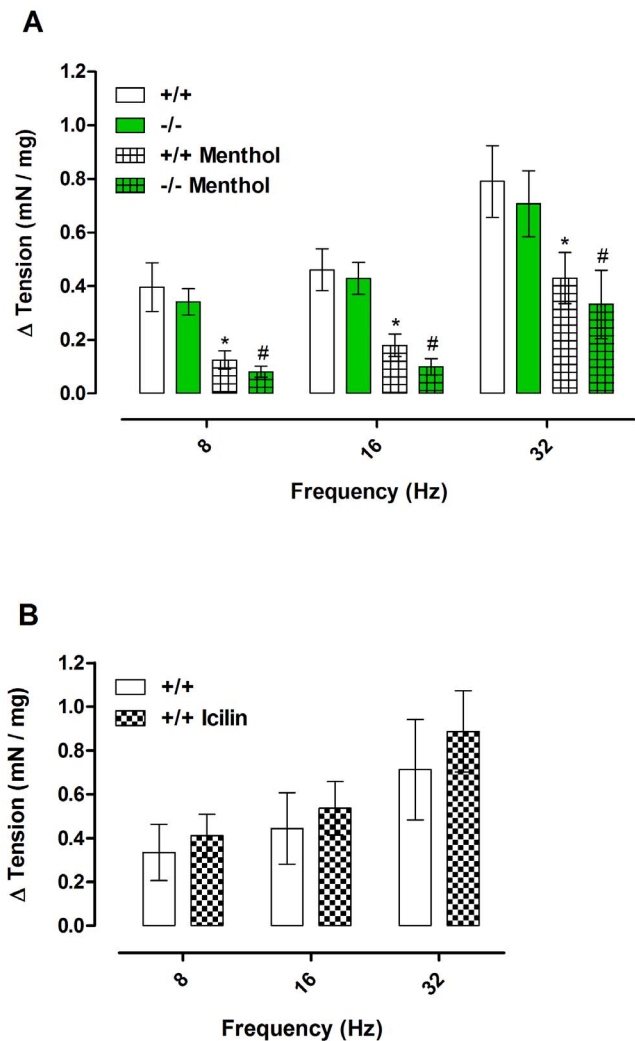 A
1.2
1.0
0.8
0.6
0.4
0.2
0.0
Δ Tension (mN / mg)
+/+
-/-
+/+ Menthol
-/- Menthol
* # * # * #
8 16 32
Frequency (Hz)
B
1.2
1.0
0.8
0.6
0.4
0.2
0.0
Δ Tension (mN / mg)
+/+
+/+ Icilin
8 16 32
Frequency (Hz)